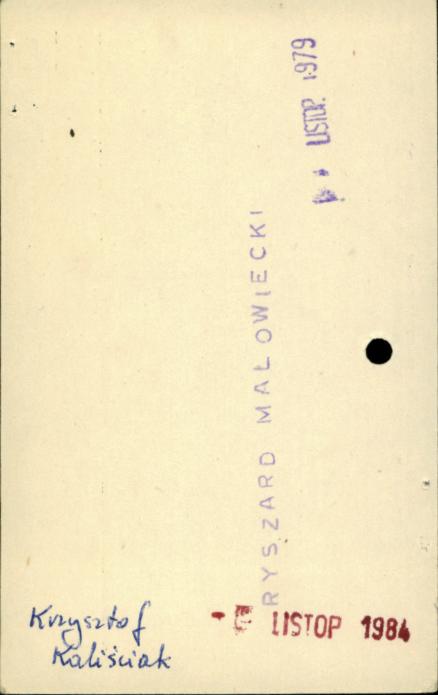 LISTOP. 1979
RYSZARD MAŁOWIECKI
Krzysztof
Kaliściak
LISTOP 1984